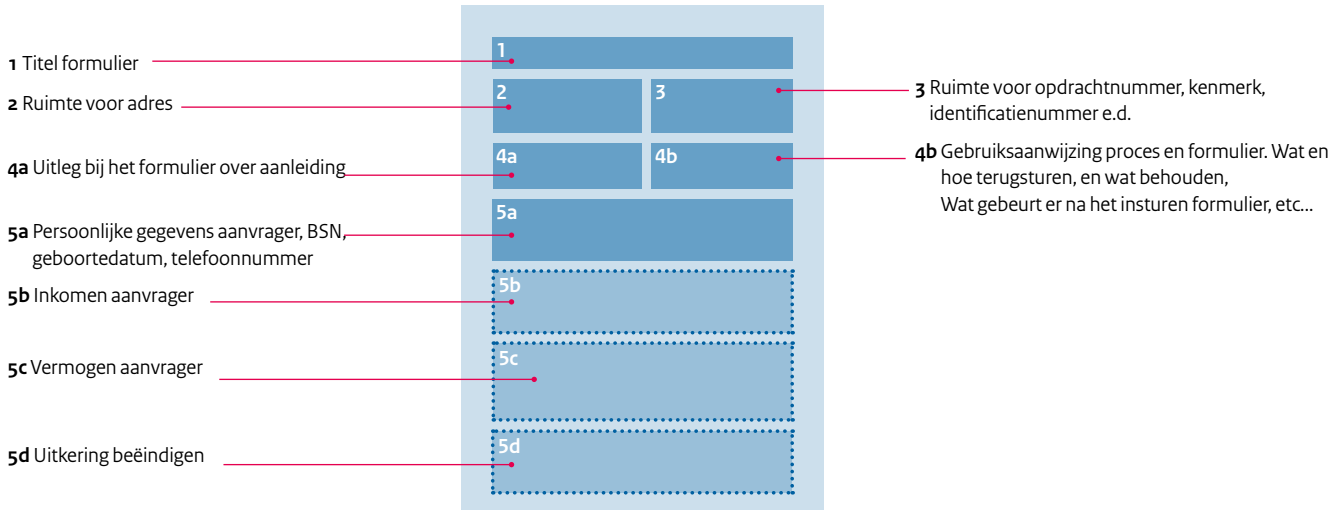 1 Titel formulier
2 Ruimte voor adres
4a Uitleg bij het formulier over aanleiding
5a Persoonlijke gegevens aanvrager, BSN,
geboortedatum, telefoonnummer
5b Inkomen aanvrager
5c Vermogen aanvrager
5d Uitkering beëindigen
1
2
3
4a
4b
5a
5b
5c
5d
3 Ruimte voor opdrachtnummer, kenmerk,
identificatienummer e.d.
4b Gebruiksaanwijzing proces en formulier. Wat en
hoe terugsturen, en wat behouden,
Wat gebeurt er na het insturen formulier, etc...